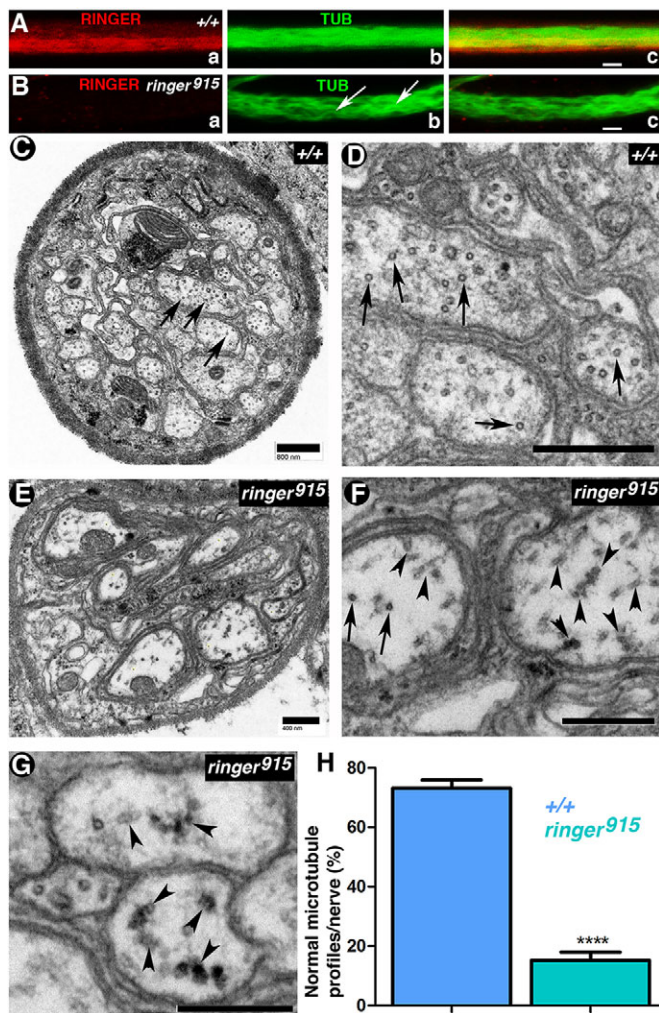 A RINGER +/+ a TUB b c
B RINGER ringer915 a TUB b c
C +/+ D +/+
800 nm
E ringer915 F ringer915
400 nm
G ringer915 H
Normal microtubule
profiles/nerve (%)
80
60
40
20
0
+/+
ringer915
****